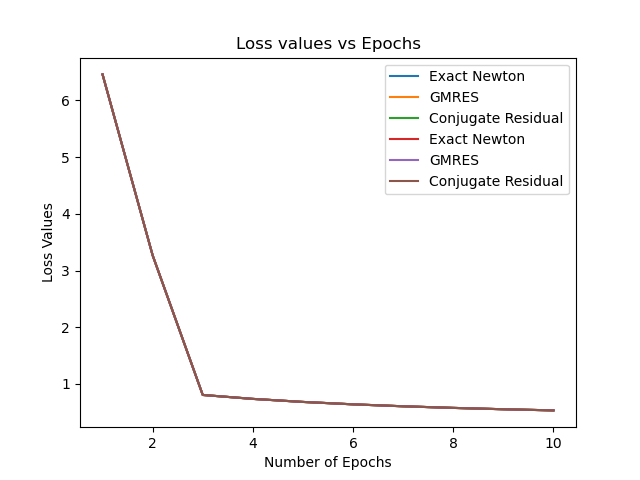 Loss values vs Epochs
Exact Newton
GMRES
Conjugate Residual
Exact Newton
GMRES
Conjugate Residual
6
5
4
3
2
1
Loss Values
2 4 6 8 10
Number of Epochs